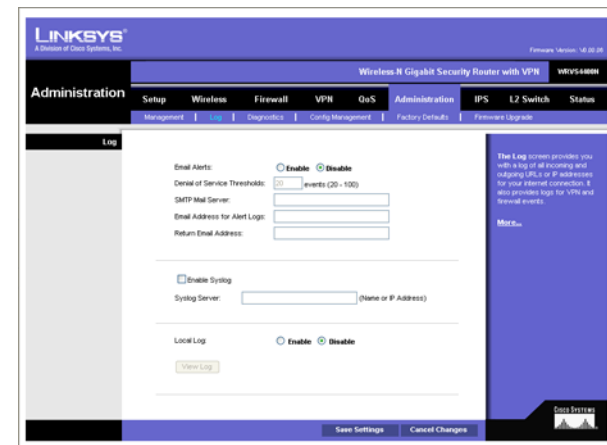 LINKSYS®
A Division of Cisco Systems, Inc.
Firmware Version: V0.00.26
Wireless-N Gigabit Security Router with VPN WRVS4400N
Administration
Setup Wireless Firewall VPN QoS Administration IPS L2 Switch Status
Management | Log | Diagnostics | Config Management | Factory Defaults | Firmware Upgrade
Log
Email Alerts: Enable Disable
Denial of Service Thresholds: 20 events (20 - 100)
SMTP Mail Server:
Email Address for Alert Logs:
Return Email Address:
Enable Syslog
Syslog Server: (Name or IP Address)
Local Log: Enable Disable
View Log
The Log screen provides you
with a log of all incoming and
outgoing URLs or IP addresses
for your internet connection. It
also provides logs for VPN and
firewall events.
More...
Save Settings Cancel Changes
CISCO SYSTEMS